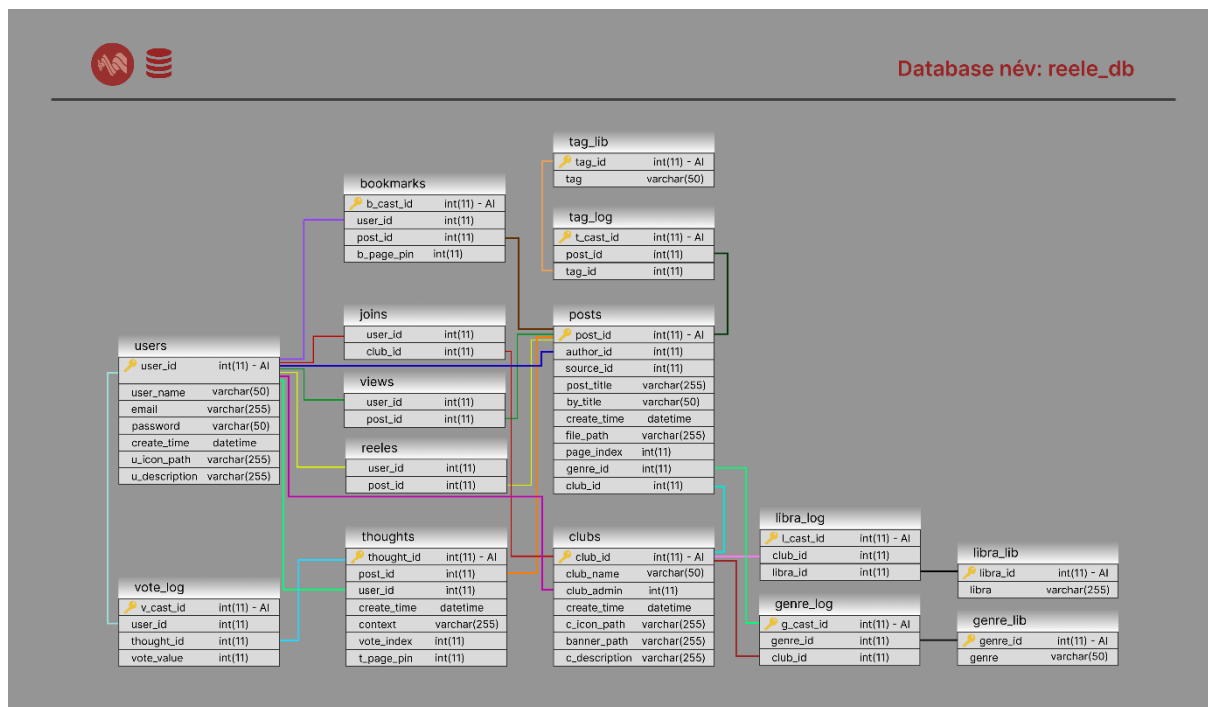 Database név: reele_db
tag_lib
tag_id int(11) - AI
tag varchar(50)
bookmarks
b_cast_id int(11) - AI
user_id int(11)
post_id int(11)
b_page_pin int(11)
tag_log
t_cast_id int(11) - AI
post_id int(11)
tag_id int(11)
joins
user_id int(11)
club_id int(11)
posts
post_id int(11) - AI
author_id int(11)
source_id int(11)
post_title varchar(255)
by_title varchar(50)
create_time datetime
file_path varchar(255)
page_index int(11)
genre_id int(11)
club_id int(11)
users
user_id int(11) - AI
user_name varchar(50)
email varchar(255)
password varchar(50)
create_time datetime
u_icon_path varchar(255)
u_description varchar(255)
views
user_id int(11)
post_id int(11)
reeles
user_id int(11)
post_id int(11)
thoughts
thought_id int(11) - AI
post_id int(11)
user_id int(11)
create_time datetime
context varchar(255)
vote_index int(11)
t_page_pin int(11)
clubs
club_id int(11) - AI
club_name varchar(50)
club_admin int(11)
create_time datetime
c_icon_path varchar(255)
banner_path varchar(255)
c_description varchar(255)
libra_log
l_cast_id int(11) - AI
club_id int(11)
libra_id int(11)
libra_lib
libra_id int(11) - AI
libra varchar(255)
vote_log
v_cast_id int(11) - AI
user_id int(11)
thought_id int(11)
vote_value int(11)
genre_log
g_cast_id int(11) - AI
genre_id int(11)
club_id int(11)
genre_lib
genre_id int(11) - AI
genre varchar(50)